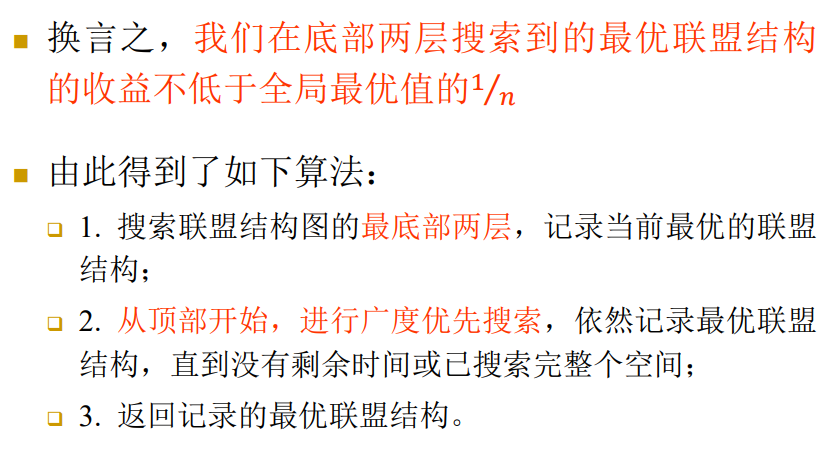 换言之，我们在底部两层搜索到的最优联盟结构
的收益不低于全局最优值的1/n
由此得到了如下算法：
1. 搜索联盟结构图的最底部两层，记录当前最优的联盟
结构；
2. 从顶部开始，进行广度优先搜索，依然记录最优联盟
结构，直到没有剩余时间或已搜索完整个空间；
3. 返回记录的最优联盟结构。